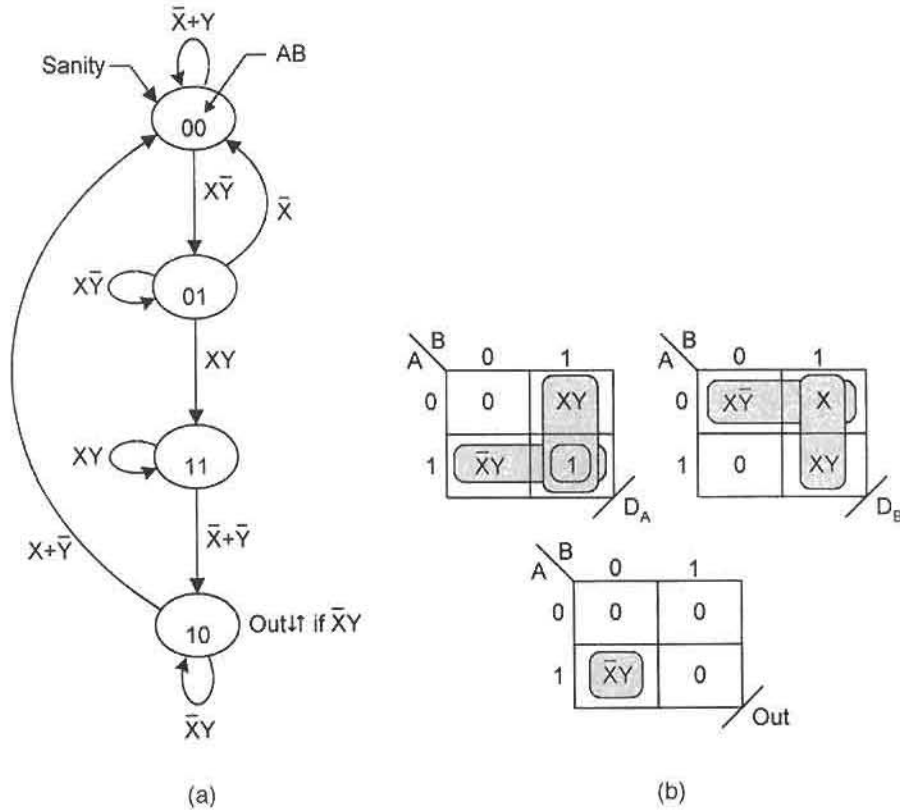 X̄+Y
Sanity
AB
00
XȲ
X̄
XȲ
01
XY
XY
11
X̄+Ȳ
X+Ȳ
10
Out↓↑ if X̄Y
X̄Y
(a)
B
A
0 1
0 0 XY
1 X̄Y 1
D_A
B
A
0 1
0 XȲ X
1 0 XY
D_B
B
A
0 1
0 0 0
1 X̄Y 0
Out
(b)